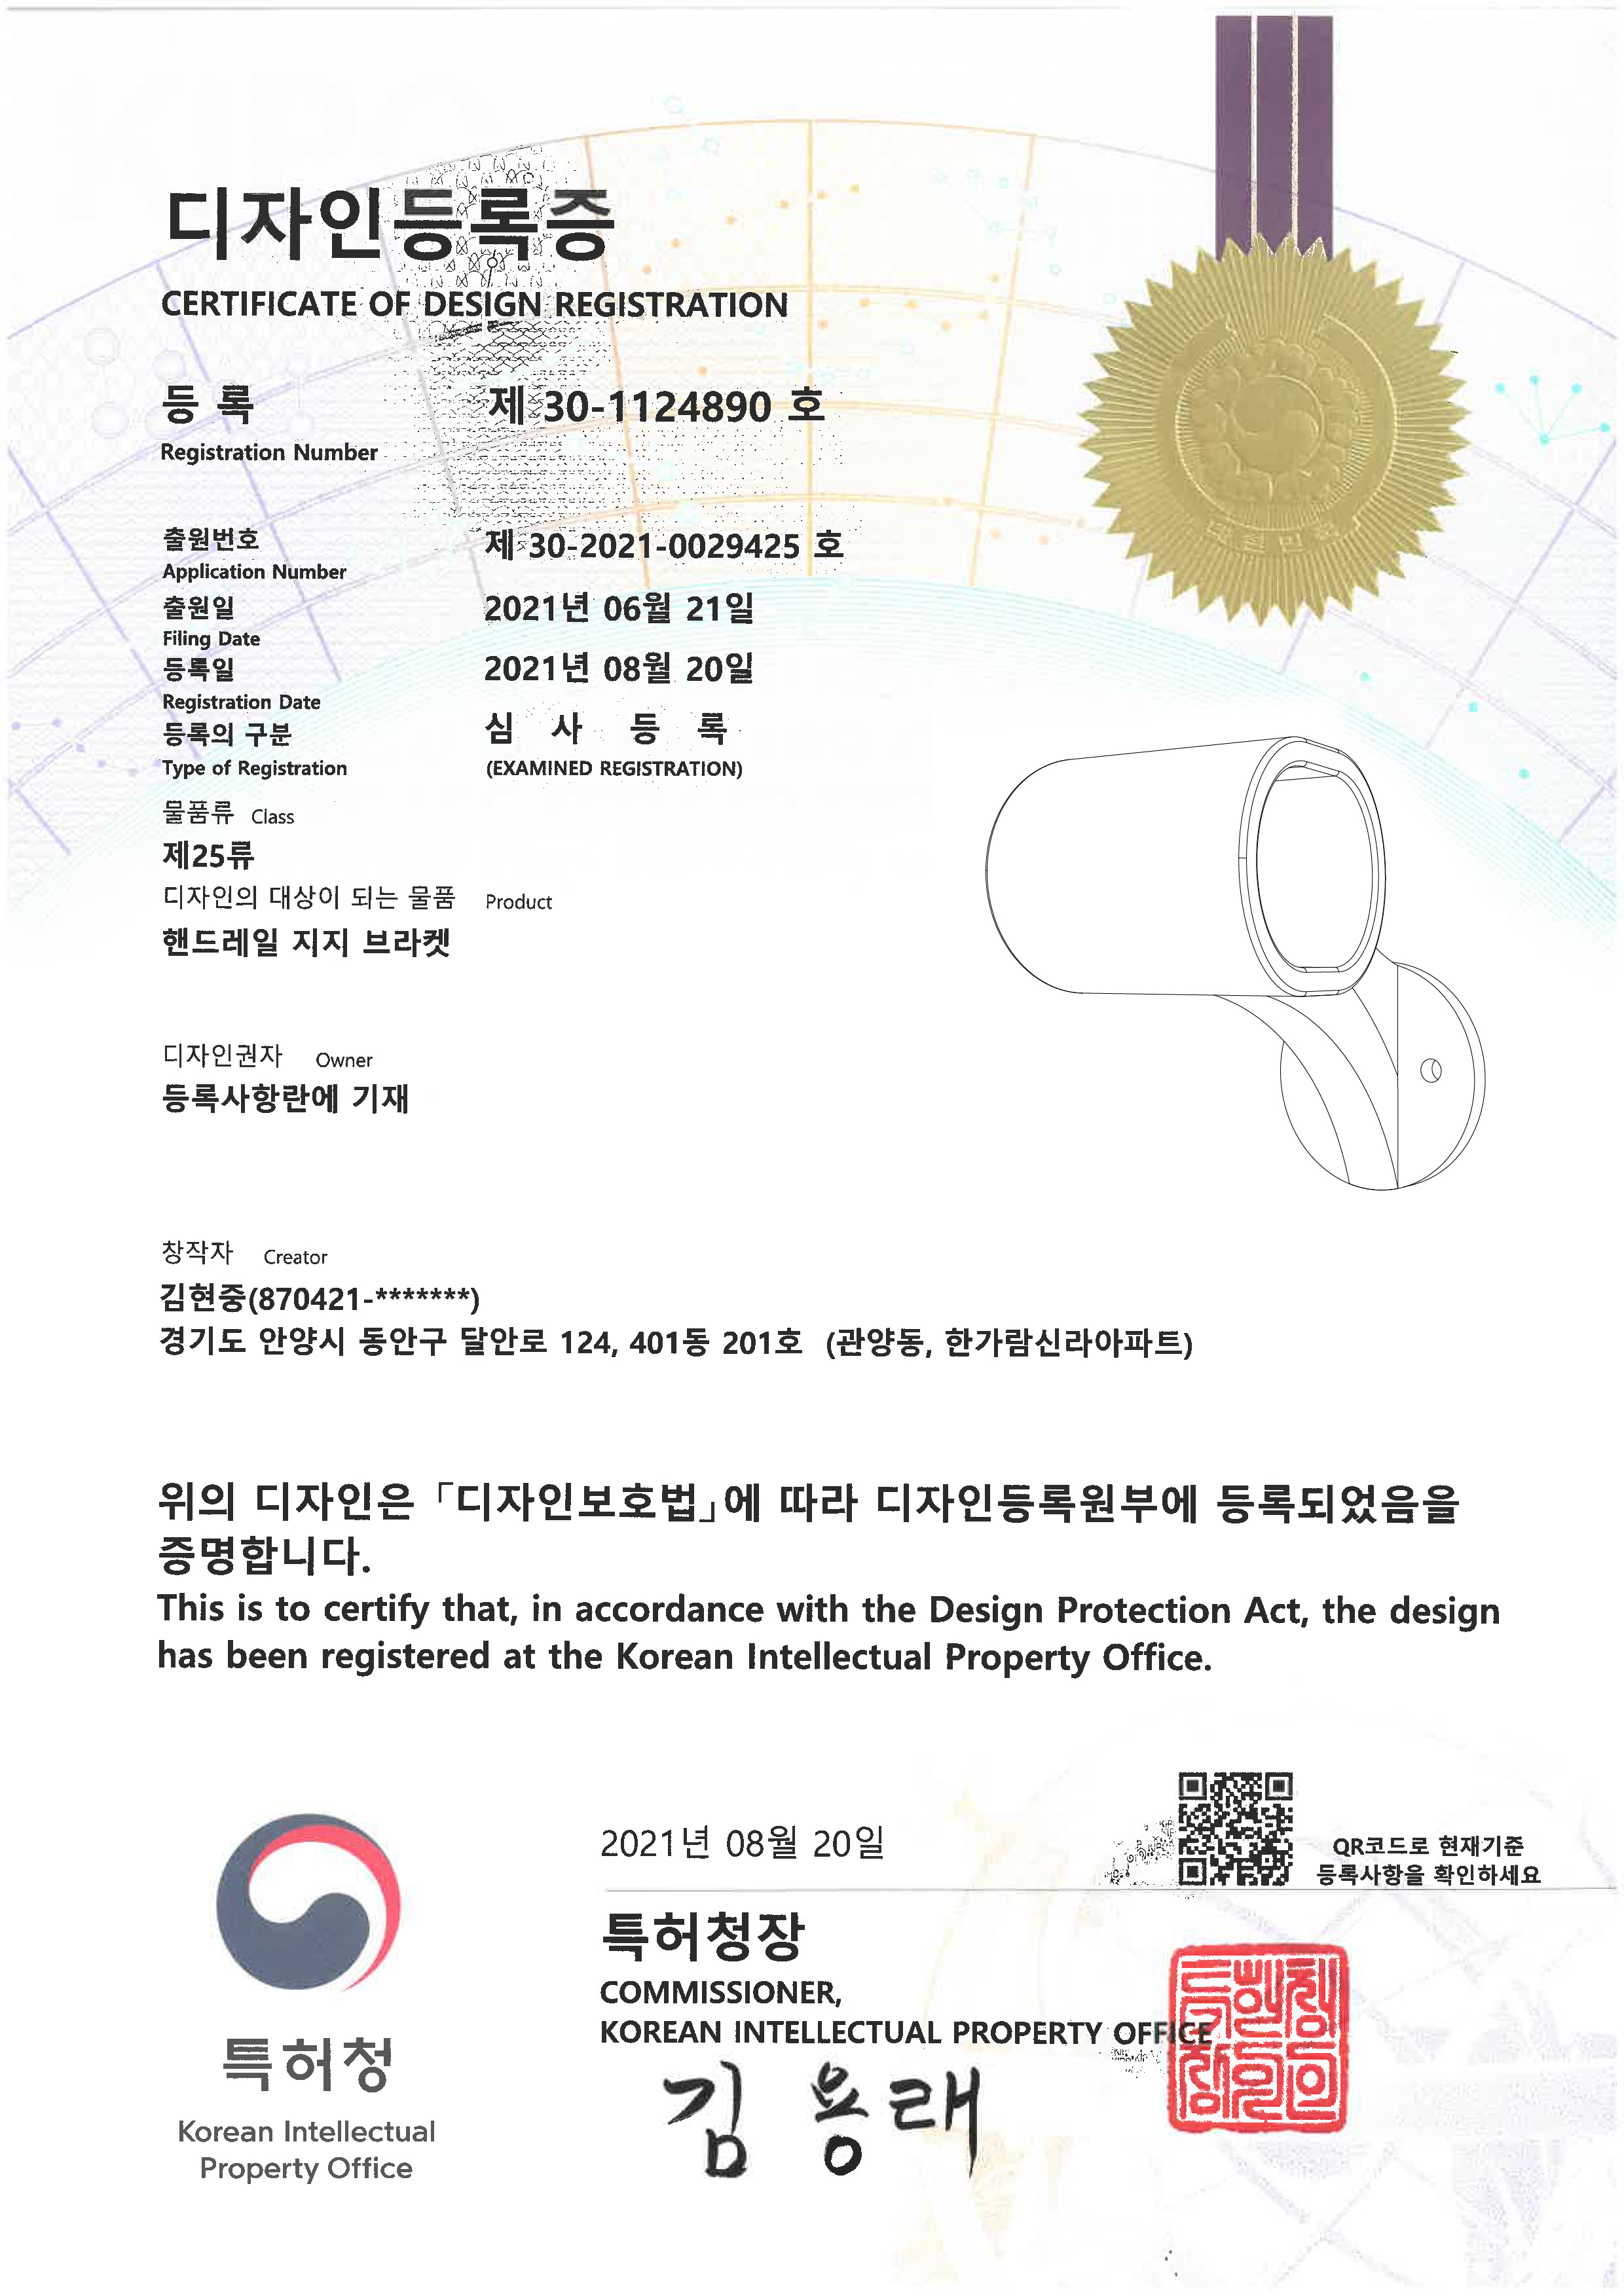 디자인등록증
CERTIFICATE OF DESIGN REGISTRATION
등 록 제 30-1124890 호
Registration Number
출원번호 제 30-2021-0029425 호
Application Number
출원일 2021년 06월 21일
Filing Date
등록일 2021년 08월 20일
Registration Date
등록의 구분 심 사 등 록
Type of Registration (EXAMINED REGISTRATION)
물품류 Class
제25류
디자인의 대상이 되는 물품 Product
핸드레일 지지 브라켓
디자인권자 Owner
등록사항란에 기재
창작자 Creator
김현중(870421-*******)
경기도 안양시 동안구 달안로 124, 401동 201호 (관양동, 한가람신라아파트)
위의 디자인은 「디자인보호법」에 따라 디자인등록원부에 등록되었음을
증명합니다.
This is to certify that, in accordance with the Design Protection Act, the design
has been registered at the Korean Intellectual Property Office.
2021년 08월 20일
QR코드로 현재기준
등록사항을 확인하세요
특허청장
COMMISSIONER,
KOREAN INTELLECTUAL PROPERTY OFFICE
김 용 래
특허청
Korean Intellectual
Property Office